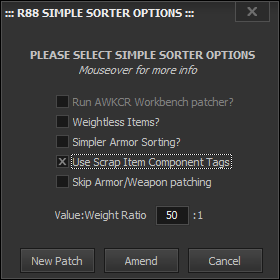 ::: R88 SIMPLE SORTER OPTIONS :::
PLEASE SELECT SIMPLE SORTER OPTIONS
Mouseover for more info
Run AWKCR Workbench patcher?
Weightless Items?
Simpler Armor Sorting?
Use Scrap Item Component Tags
Skip Armor/Weapon patching
Value:Weight Ratio 50 :1
New Patch Amend Cancel